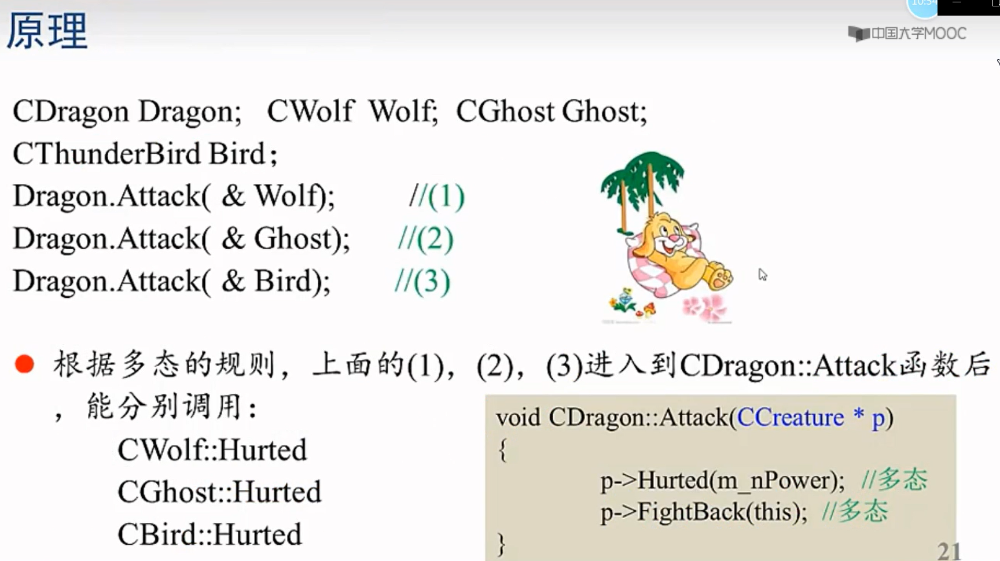 10:54
原理
中国大学MOOC
CDragon Dragon; CWolf Wolf; CGhost Ghost;
CThunderBird Bird；
Dragon.Attack( & Wolf); //(1)
Dragon.Attack( & Ghost); //(2)
Dragon.Attack( & Bird); //(3)
根据多态的规则，上面的(1)，(2)，(3)进入到CDragon::Attack函数后
，能分别调用：
CWolf::Hurted
CGhost::Hurted
CBird::Hurted
void CDragon::Attack(CCreature * p)
{
p->Hurted(m_nPower); //多态
p->FightBack(this); //多态
}
21